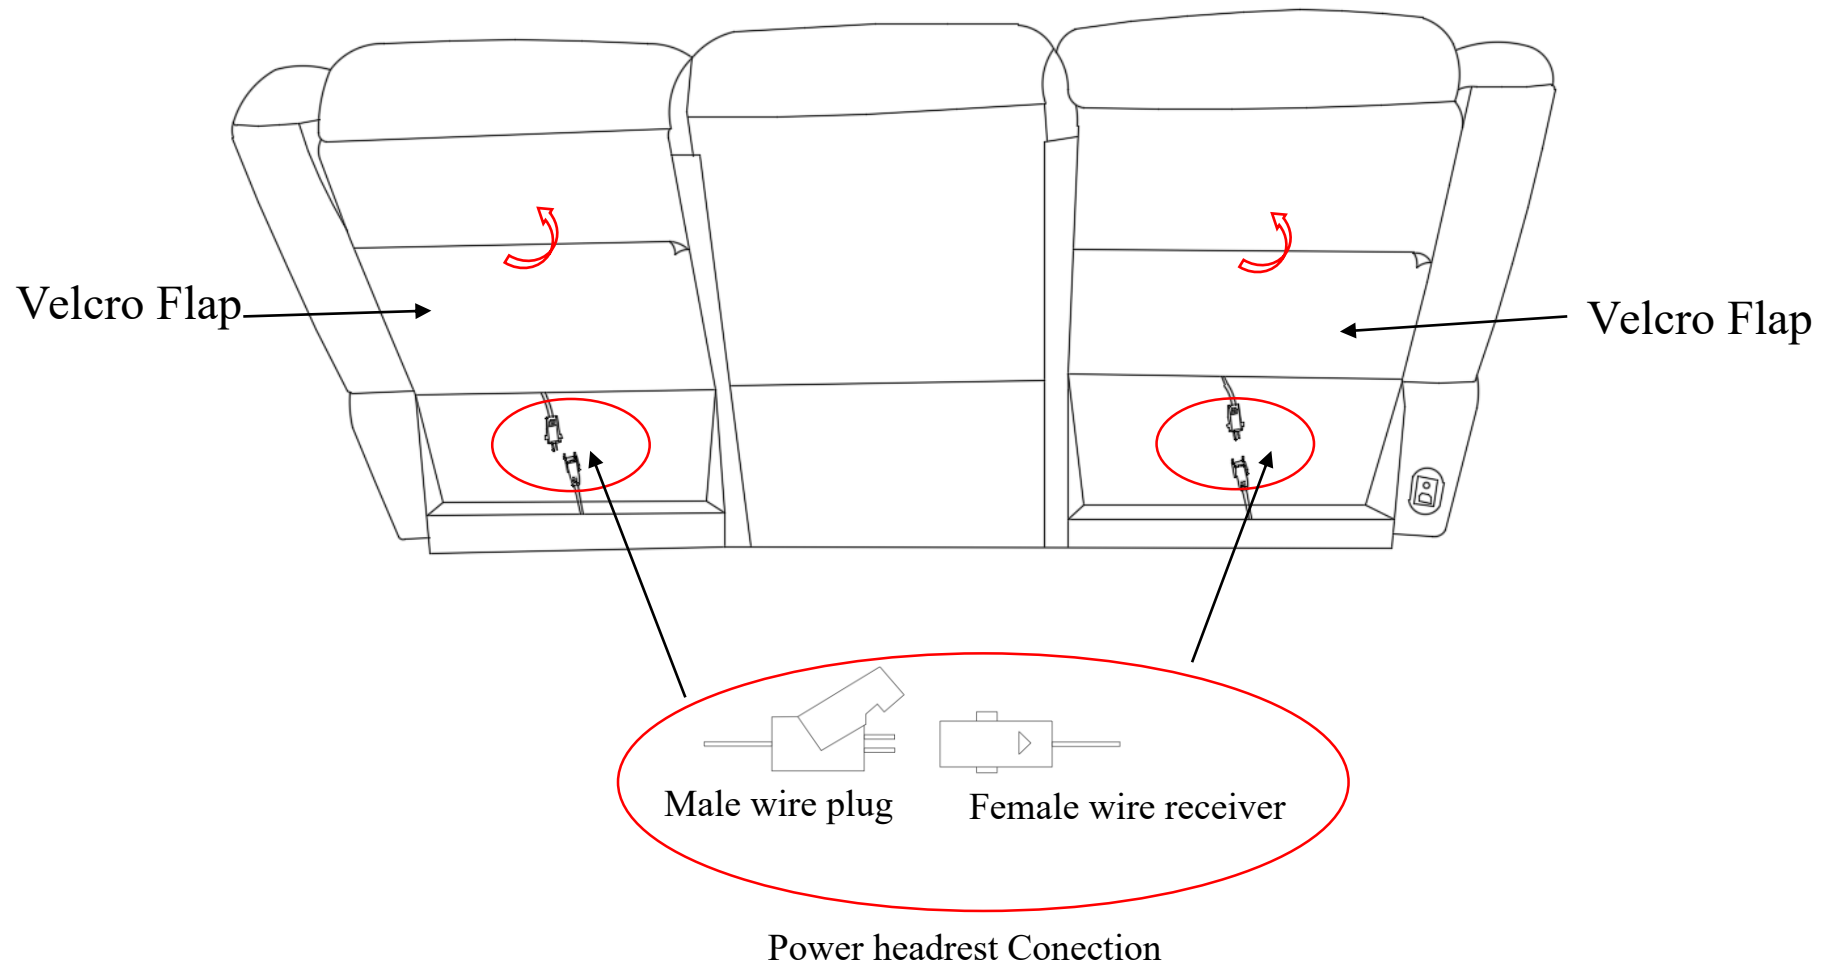 Velcro Flap
Velcro Flap
Male wire plug
Female wire receiver
Power headrest Conection